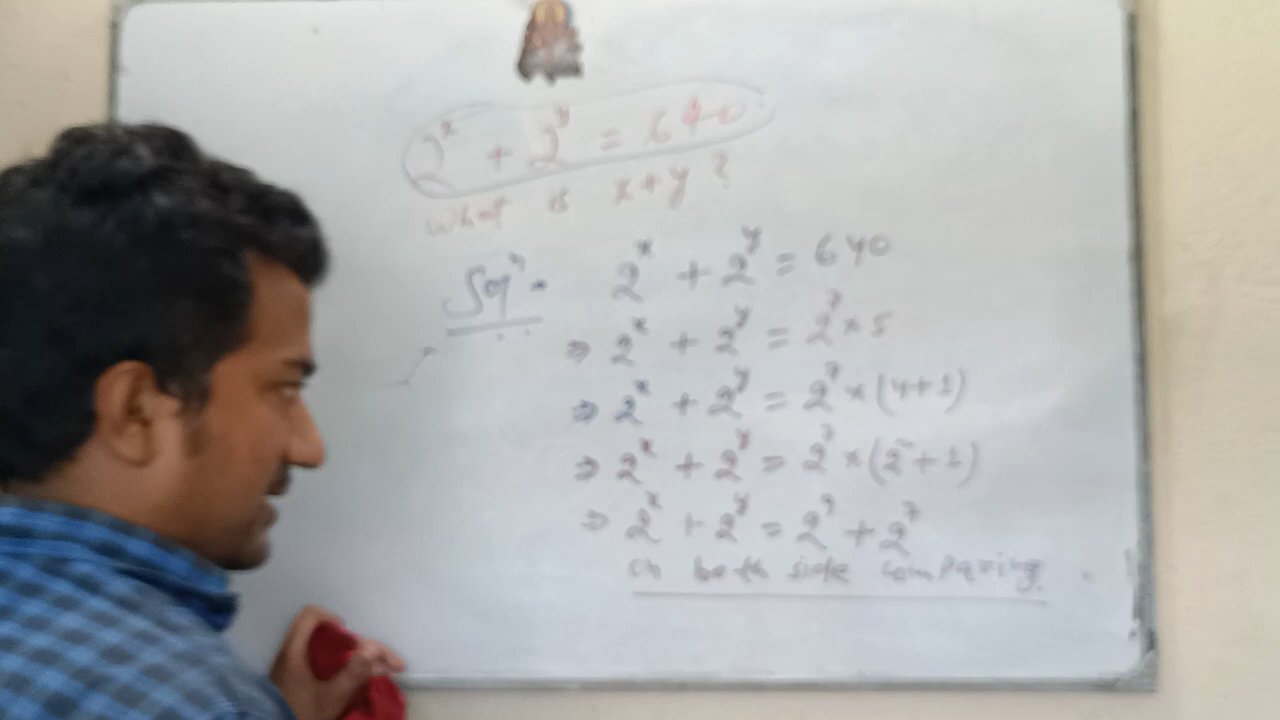 2^x + 2^y = 640
What is x+y ?
Solⁿ- 2^x + 2^y = 640
⇒ 2^x + 2^y = 2^7 × 5
⇒ 2^x + 2^y = 2^7 × (4+1)
⇒ 2^x + 2^y = 2^7 × (2^2 + 1)
⇒ 2^x + 2^y = 2^9 + 2^7
on both side comparing.